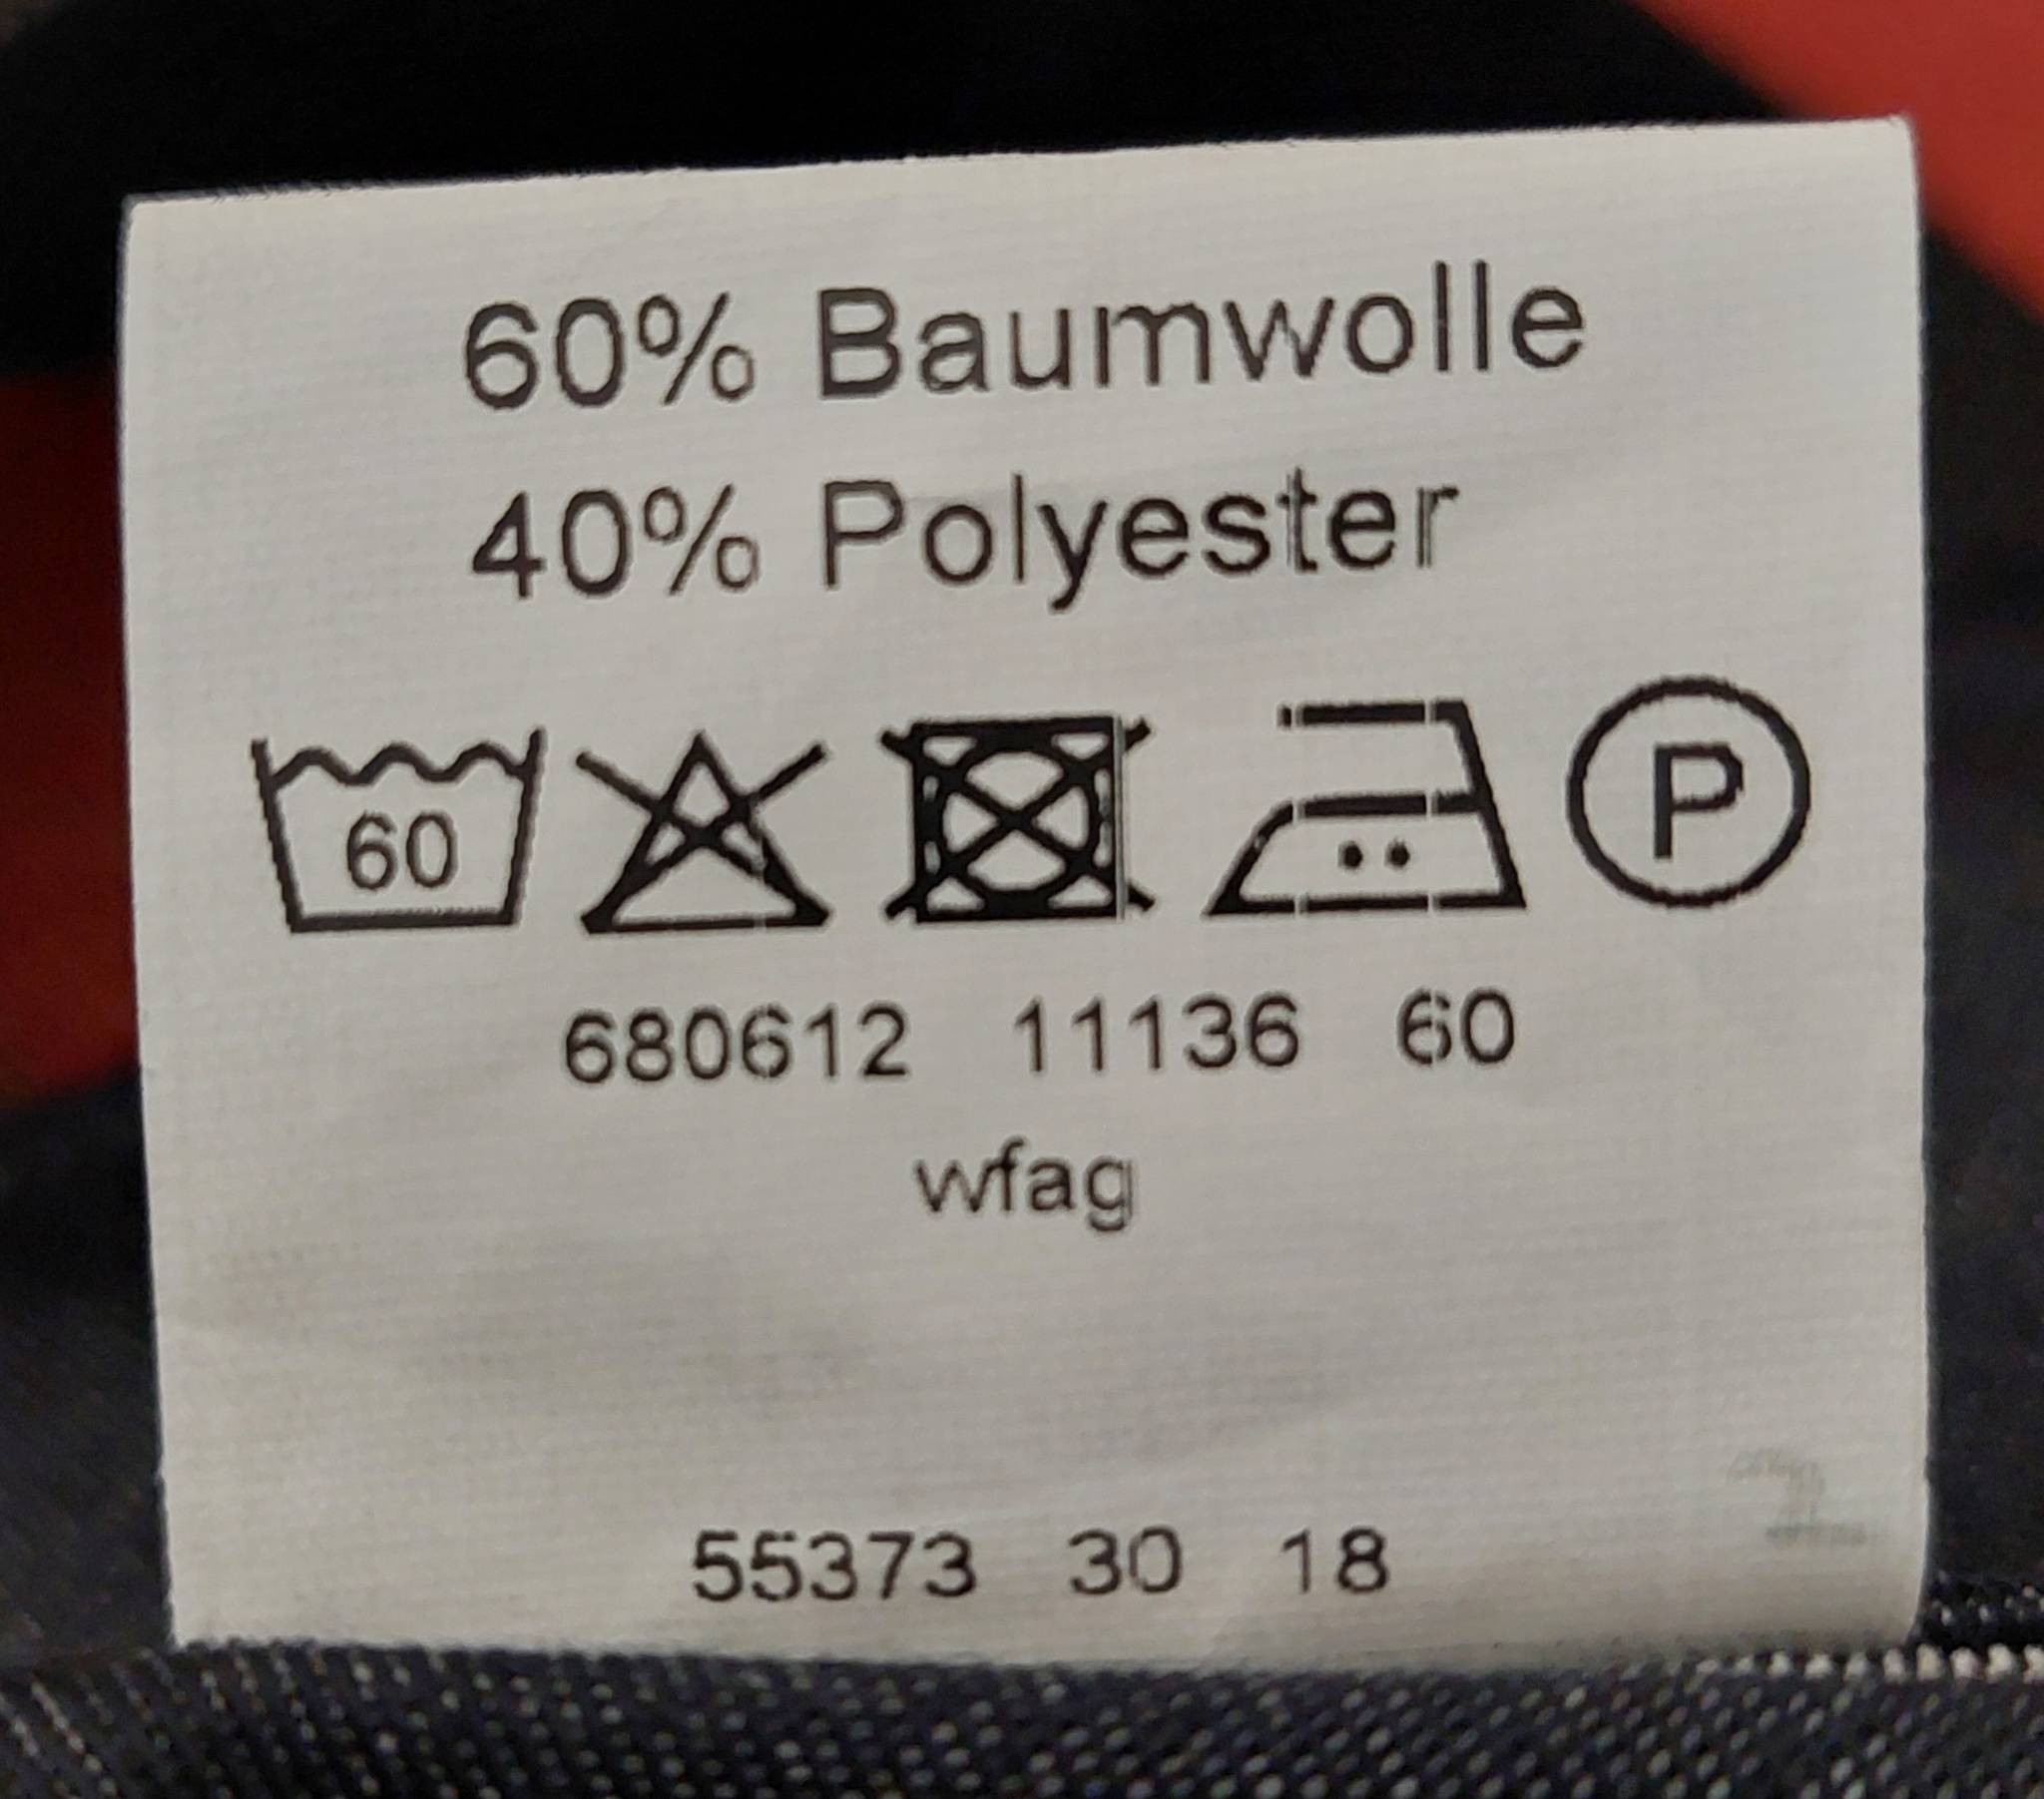 60% Baumwolle
40% Polyester
60 P
680612 11136 60
wfag
55373 30 18